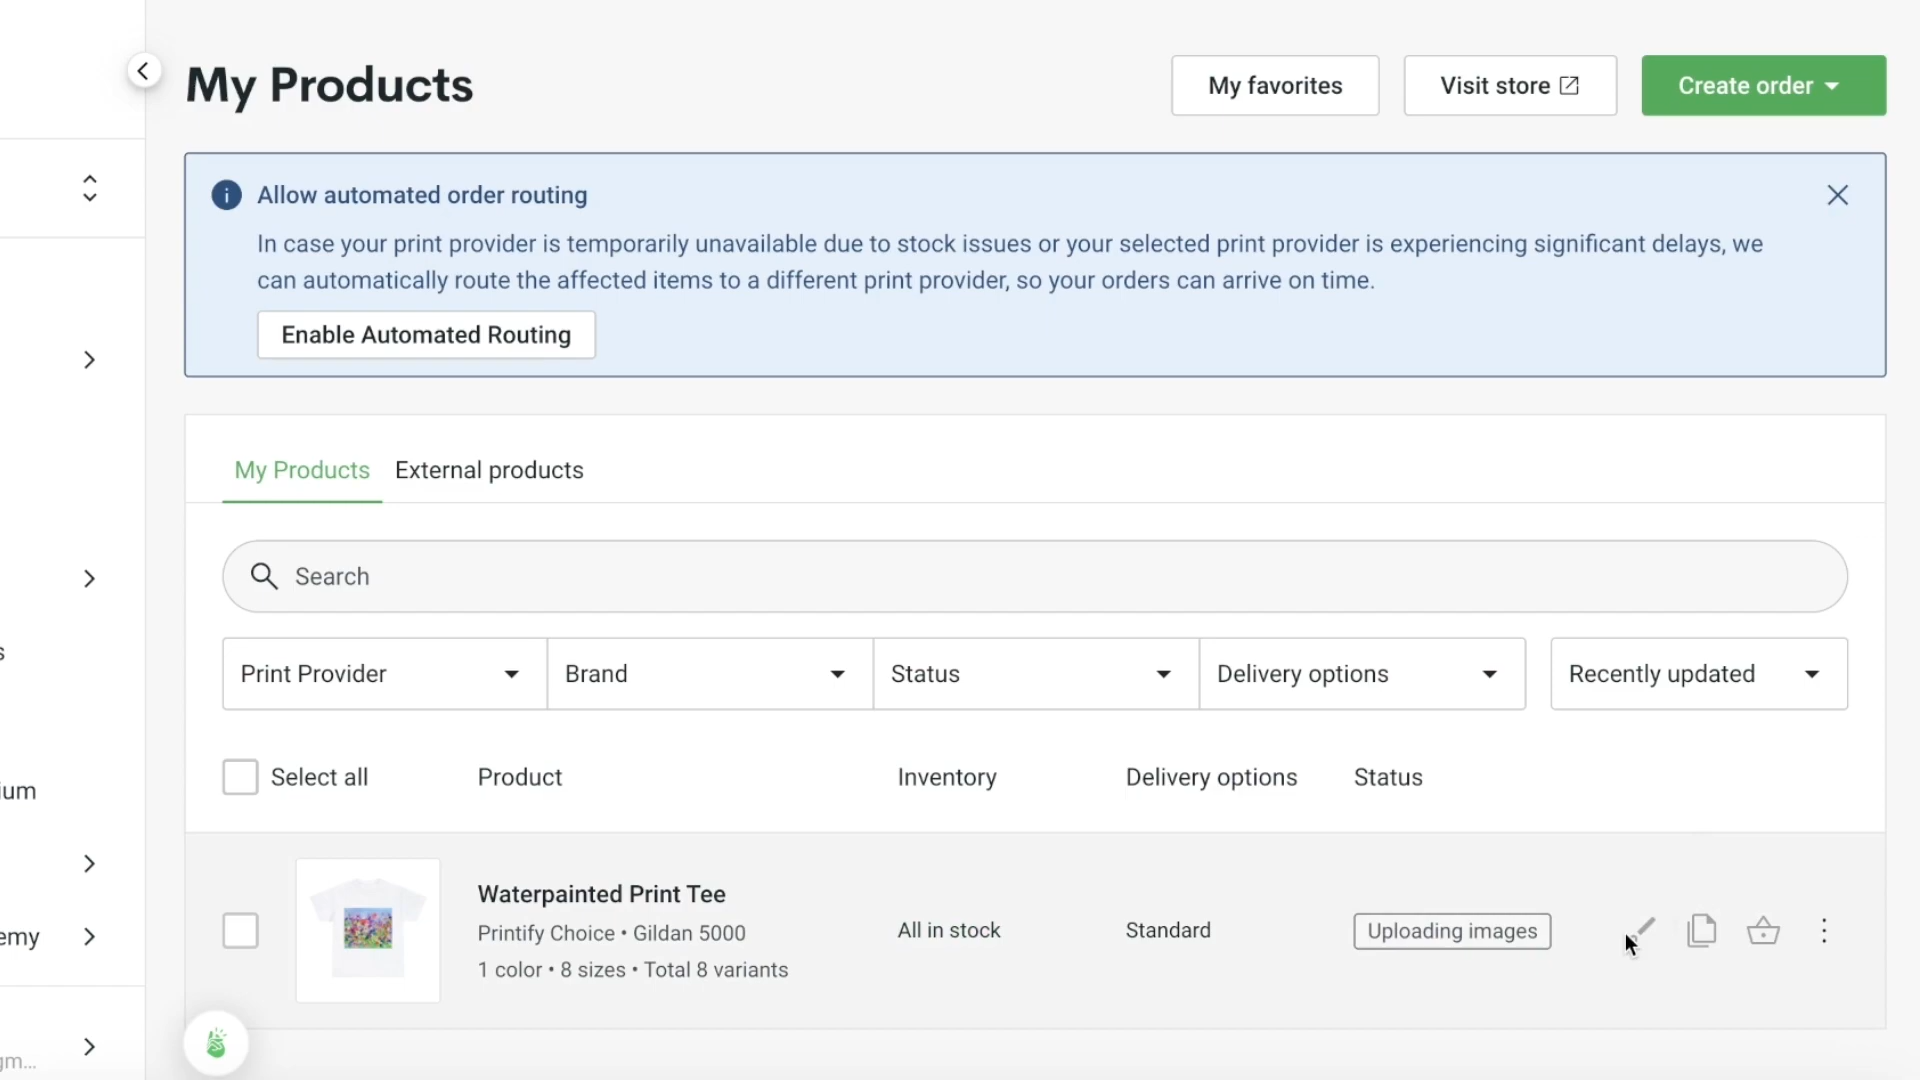 My Products
My favorites
Visit store
Create order
Allow automated order routing
In case your print provider is temporarily unavailable due to stock issues or your selected print provider is experiencing significant delays, we
can automatically route the affected items to a different print provider, so your orders can arrive on time.
Enable Automated Routing
My Products
External products
Search
s
Print Provider
Brand
Status
Delivery options
Recently updated
Select all
Product
Inventory
Delivery options
Status
ium
Waterpainted Print Tee
Printify Choice • Gildan 5000
1 color • 8 sizes • Total 8 variants
All in stock
Standard
Uploading images
emy
gm...